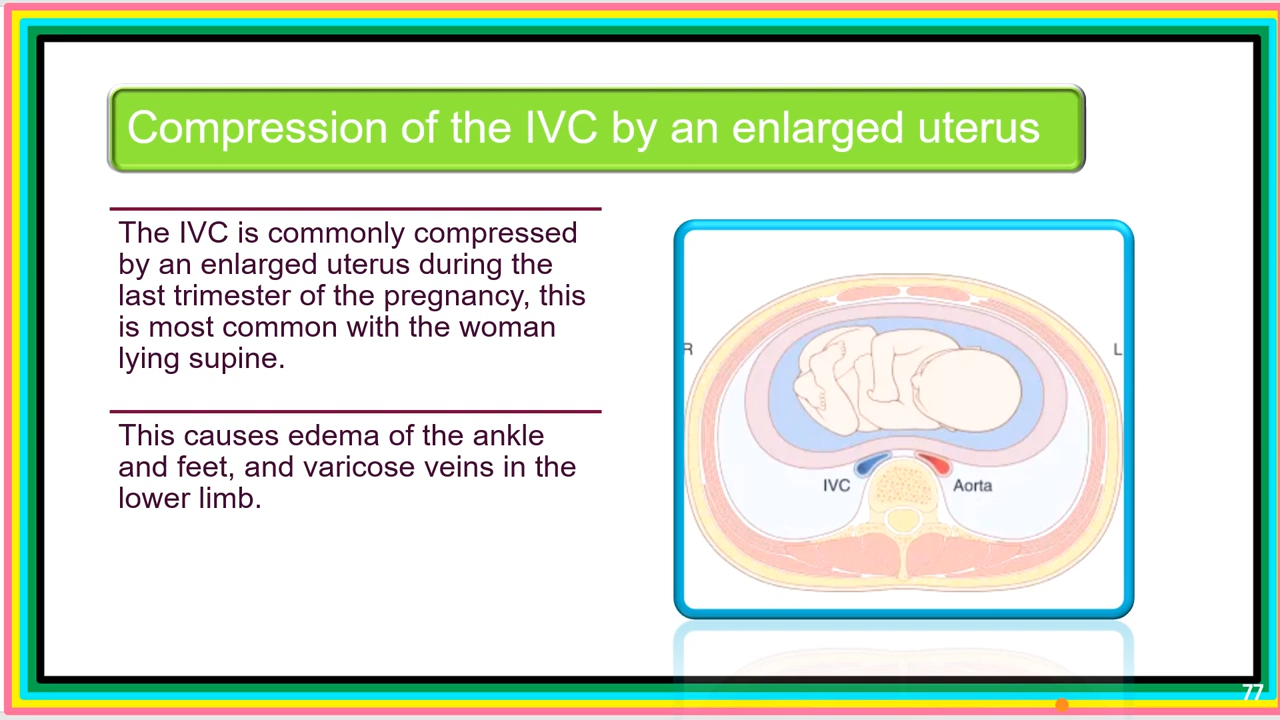 Compression of the IVC by an enlarged uterus
The IVC is commonly compressed
by an enlarged uterus during the
last trimester of the pregnancy, this
is most common with the woman
lying supine.
This causes edema of the ankle
and feet, and varicose veins in the
lower limb.
R
L
IVC
Aorta
77